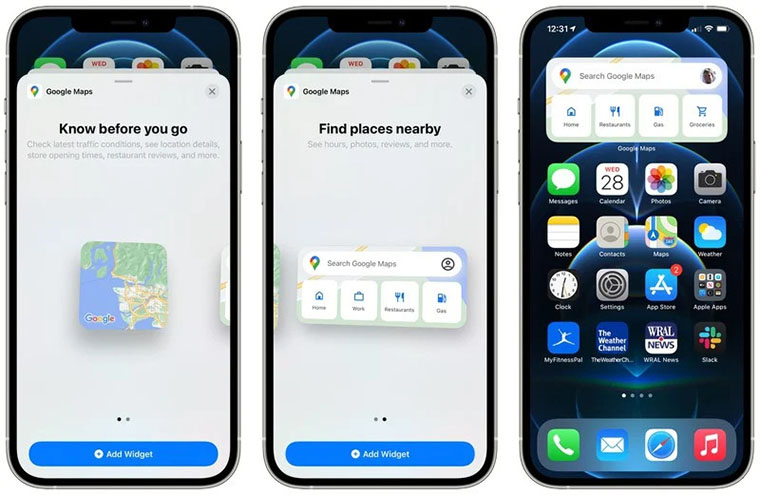 WED
Google Maps
Know before you go
Check latest traffic conditions, see location details,
store opening times, restaurant reviews, and more.
Google
Add Widget
WED
Google Maps
Find places nearby
See hours, photos, reviews, and more.
Search Google Maps
Home Work Restaurants Gas
Add Widget
12:31
Search Google Maps
Home Restaurants Gas Groceries
Google Maps
WED
28
Messages Calendar Photos Camera
280
Notes Contacts Maps Weather
2
Clock Settings App Store Apple Apps
The
Weather
Channel
WRAL
NEWS
MyFitnessPal TheWeatherCh... WRAL News Slack